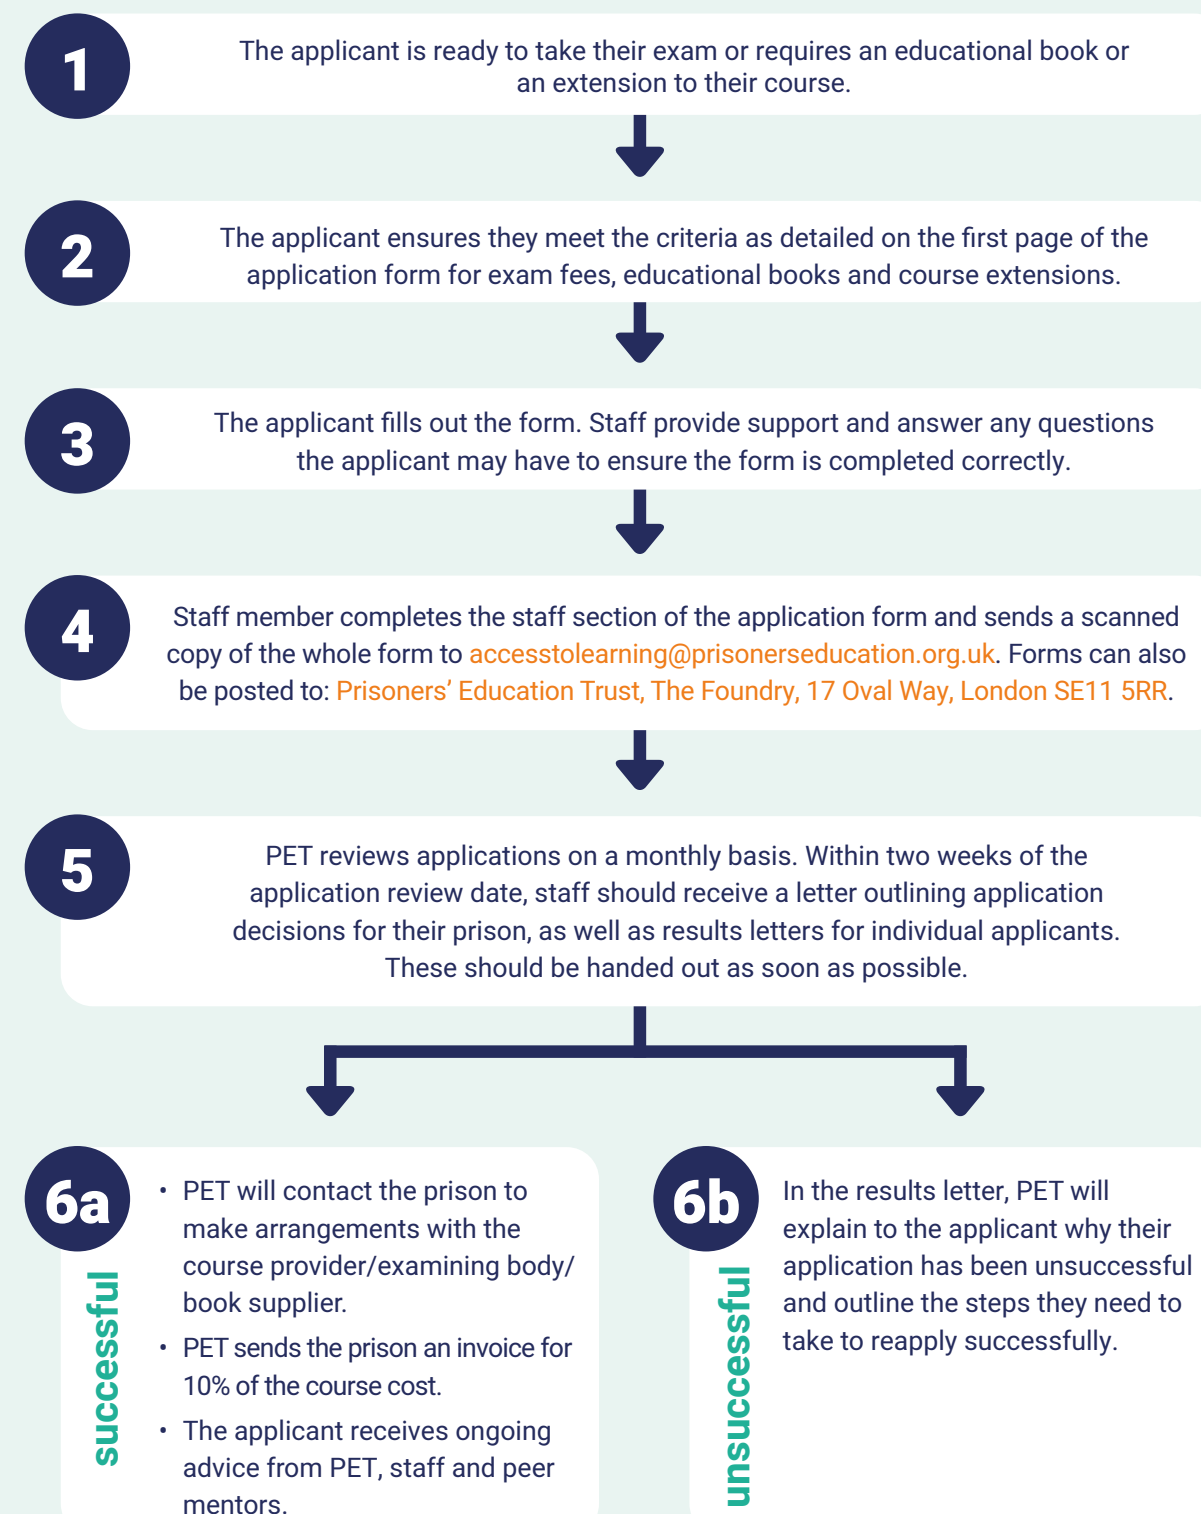 1
The applicant is ready to take their exam or requires an educational book or
an extension to their course.
2
The applicant ensures they meet the criteria as detailed on the first page of the
application form for exam fees, educational books and course extensions.
3
The applicant fills out the form. Staff provide support and answer any questions
the applicant may have to ensure the form is completed correctly.
4
Staff member completes the staff section of the application form and sends a scanned
copy of the whole form to accesstolearning@prisonerseducation.org.uk. Forms can also
be posted to: Prisoners’ Education Trust, The Foundry, 17 Oval Way, London SE11 5RR.
5
PET reviews applications on a monthly basis. Within two weeks of the
application review date, staff should receive a letter outlining application
decisions for their prison, as well as results letters for individual applicants.
These should be handed out as soon as possible.
6a
successful
• PET will contact the prison to
make arrangements with the
course provider/examining body/
book supplier.
• PET sends the prison an invoice for
10% of the course cost.
• The applicant receives ongoing
advice from PET, staff and peer
mentors.
6b
unsuccessful
In the results letter, PET will
explain to the applicant why their
application has been unsuccessful
and outline the steps they need to
take to reapply successfully.